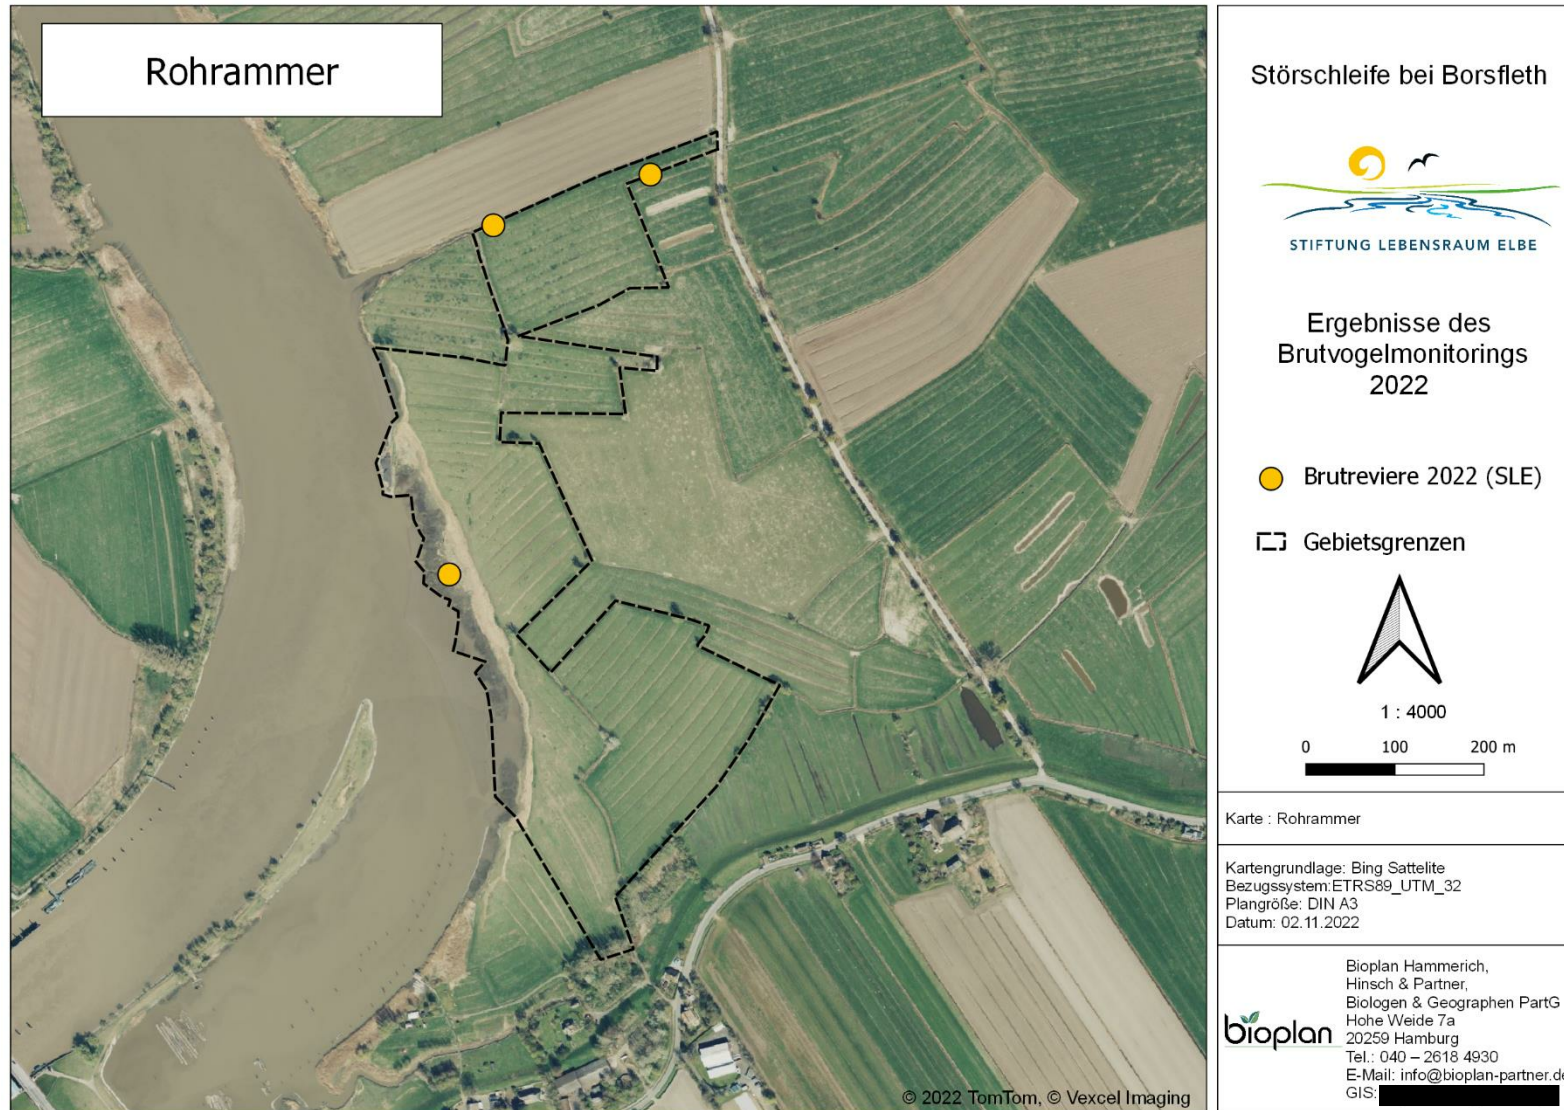 Rohrammer
Störschleife bei Borsfleth
STIFTUNG LEBENSRAUM ELBE
Ergebnisse des
Brutvogelmonitorings
2022
Brutreviere 2022 (SLE)
Gebietsgrenzen
1 : 4000
0 100 200 m
Karte : Rohrammer
Kartengrundlage: Bing Sattelite
Bezugssystem:ETRS89_UTM_32
Plangröße: DIN A3
Datum: 02.11.2022
bioplan
Bioplan Hammerich,
Hinsch & Partner,
Biologen & Geographen PartG
Hohe Weide 7a
20259 Hamburg
Tel.: 040 – 2618 4930
E-Mail: info@bioplan-partner.de
GIS:
© 2022 TomTom, © Vexcel Imaging